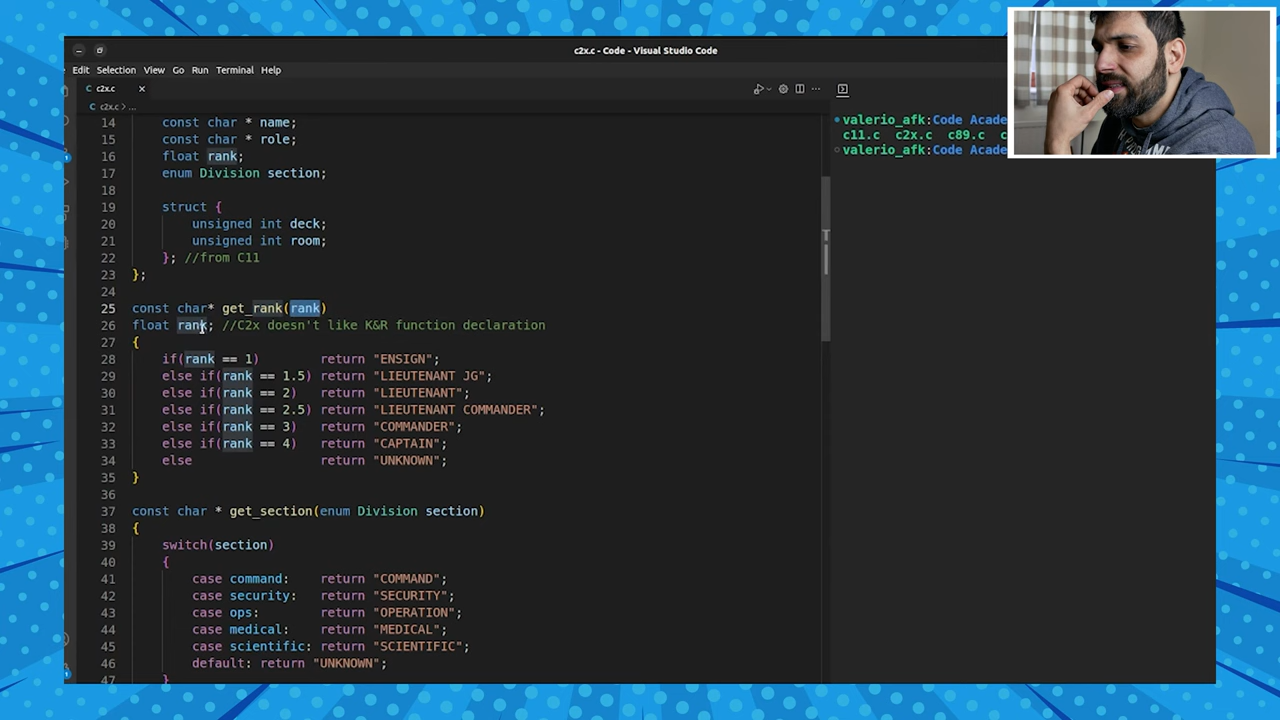 c2x.c - Code - Visual Studio Code
Edit Selection View Go Run Terminal Help
C c2x.c
C c2x.c > ...
14 const char * name;
15 const char * role;
16 float rank;
17 enum Division section;
18
19 struct {
20 unsigned int deck;
21 unsigned int room;
22 }; //from C11
23 };
24
25 const char* get_rank(rank)
26 float rank; //C2x doesn't like K&R function declaration
27 {
28 if(rank == 1) return "ENSIGN";
29 else if(rank == 1.5) return "LIEUTENANT JG";
30 else if(rank == 2) return "LIEUTENANT";
31 else if(rank == 2.5) return "LIEUTENANT COMMANDER";
32 else if(rank == 3) return "COMMANDER";
33 else if(rank == 4) return "CAPTAIN";
34 else return "UNKNOWN";
35 }
36
37 const char * get_section(enum Division section)
38 {
39 switch(section)
40 {
41 case command: return "COMMAND";
42 case security: return "SECURITY";
43 case ops: return "OPERATION";
44 case medical: return "MEDICAL";
45 case scientific: return "SCIENTIFIC";
46 default: return "UNKNOWN";
47 }
valerio_afk:Code Acade
c11.c c2x.c c89.c c
valerio_afk:Code Acade